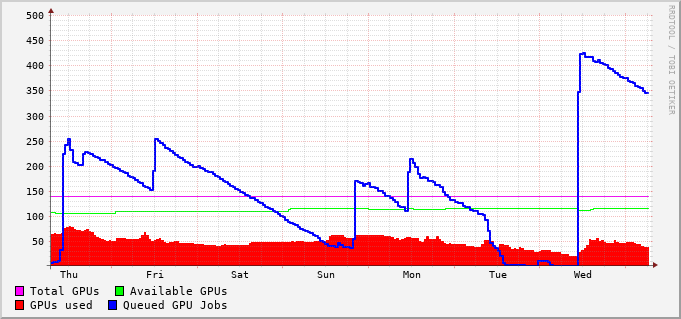 500
450
400
350
300
250
200
150
100
50
Thu Fri Sat Sun Mon Tue Wed
Total GPUs Available GPUs
GPUs used Queued GPU Jobs
RRDTOOL / TOBI OETIKER